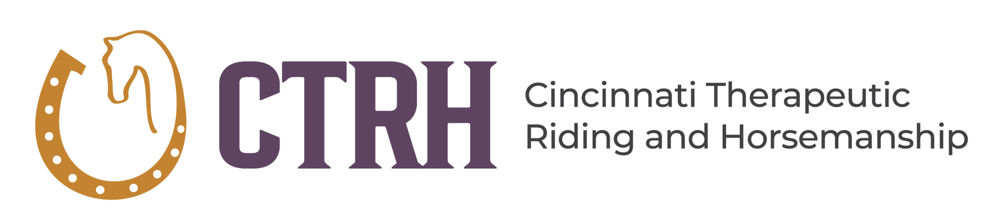 CTRH
Cincinnati Therapeutic
Riding and Horsemanship